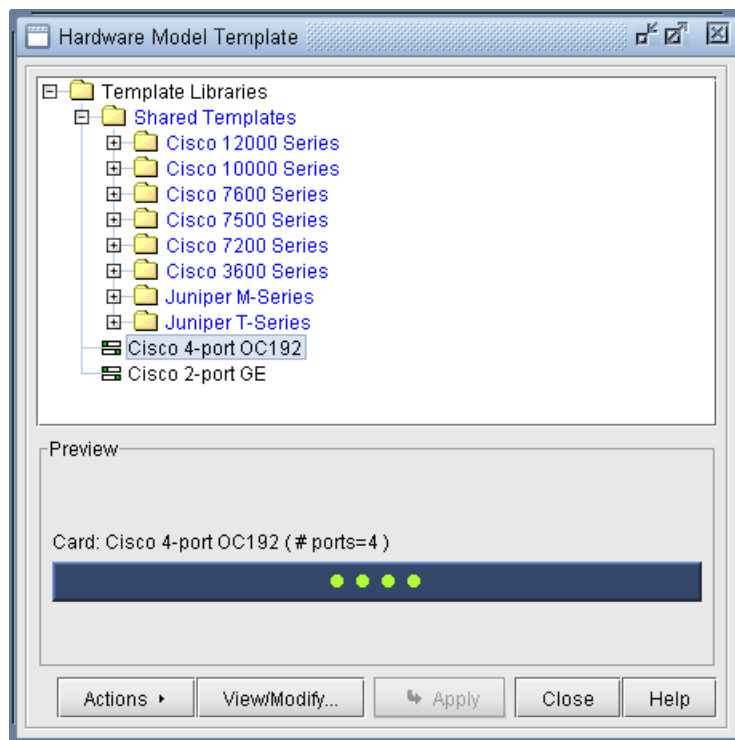 Hardware Model Template
Template Libraries
Shared Templates
Cisco 12000 Series
Cisco 10000 Series
Cisco 7600 Series
Cisco 7500 Series
Cisco 7200 Series
Cisco 3600 Series
Juniper M-Series
Juniper T-Series
Cisco 4-port OC192
Cisco 2-port GE
Preview
Card: Cisco 4-port OC192 ( # ports=4 )
Actions View/Modify... Apply Close Help